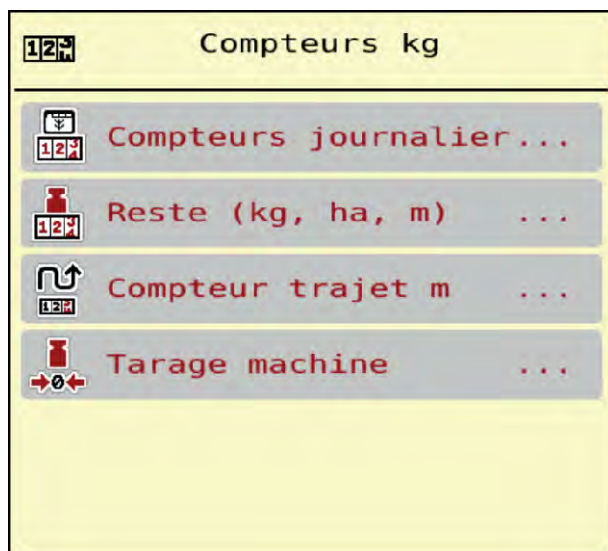 Compteurs kg
Compteurs journalier...
Reste (kg, ha, m) ...
Compteur trajet m ...
Tarage machine ...